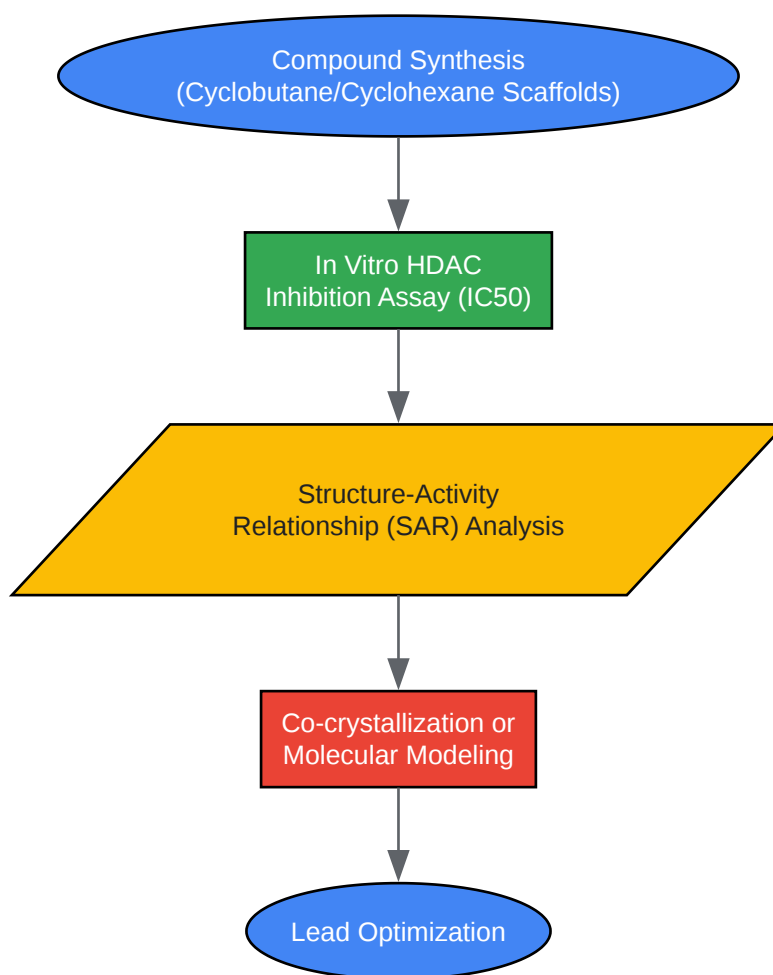 Compound Synthesis
(Cyclobutane/Cyclohexane Scaffolds)
In Vitro HDAC
Inhibition Assay (IC50)
Structure-Activity
Relationship (SAR) Analysis
Co-crystallization or
Molecular Modeling
Lead Optimization